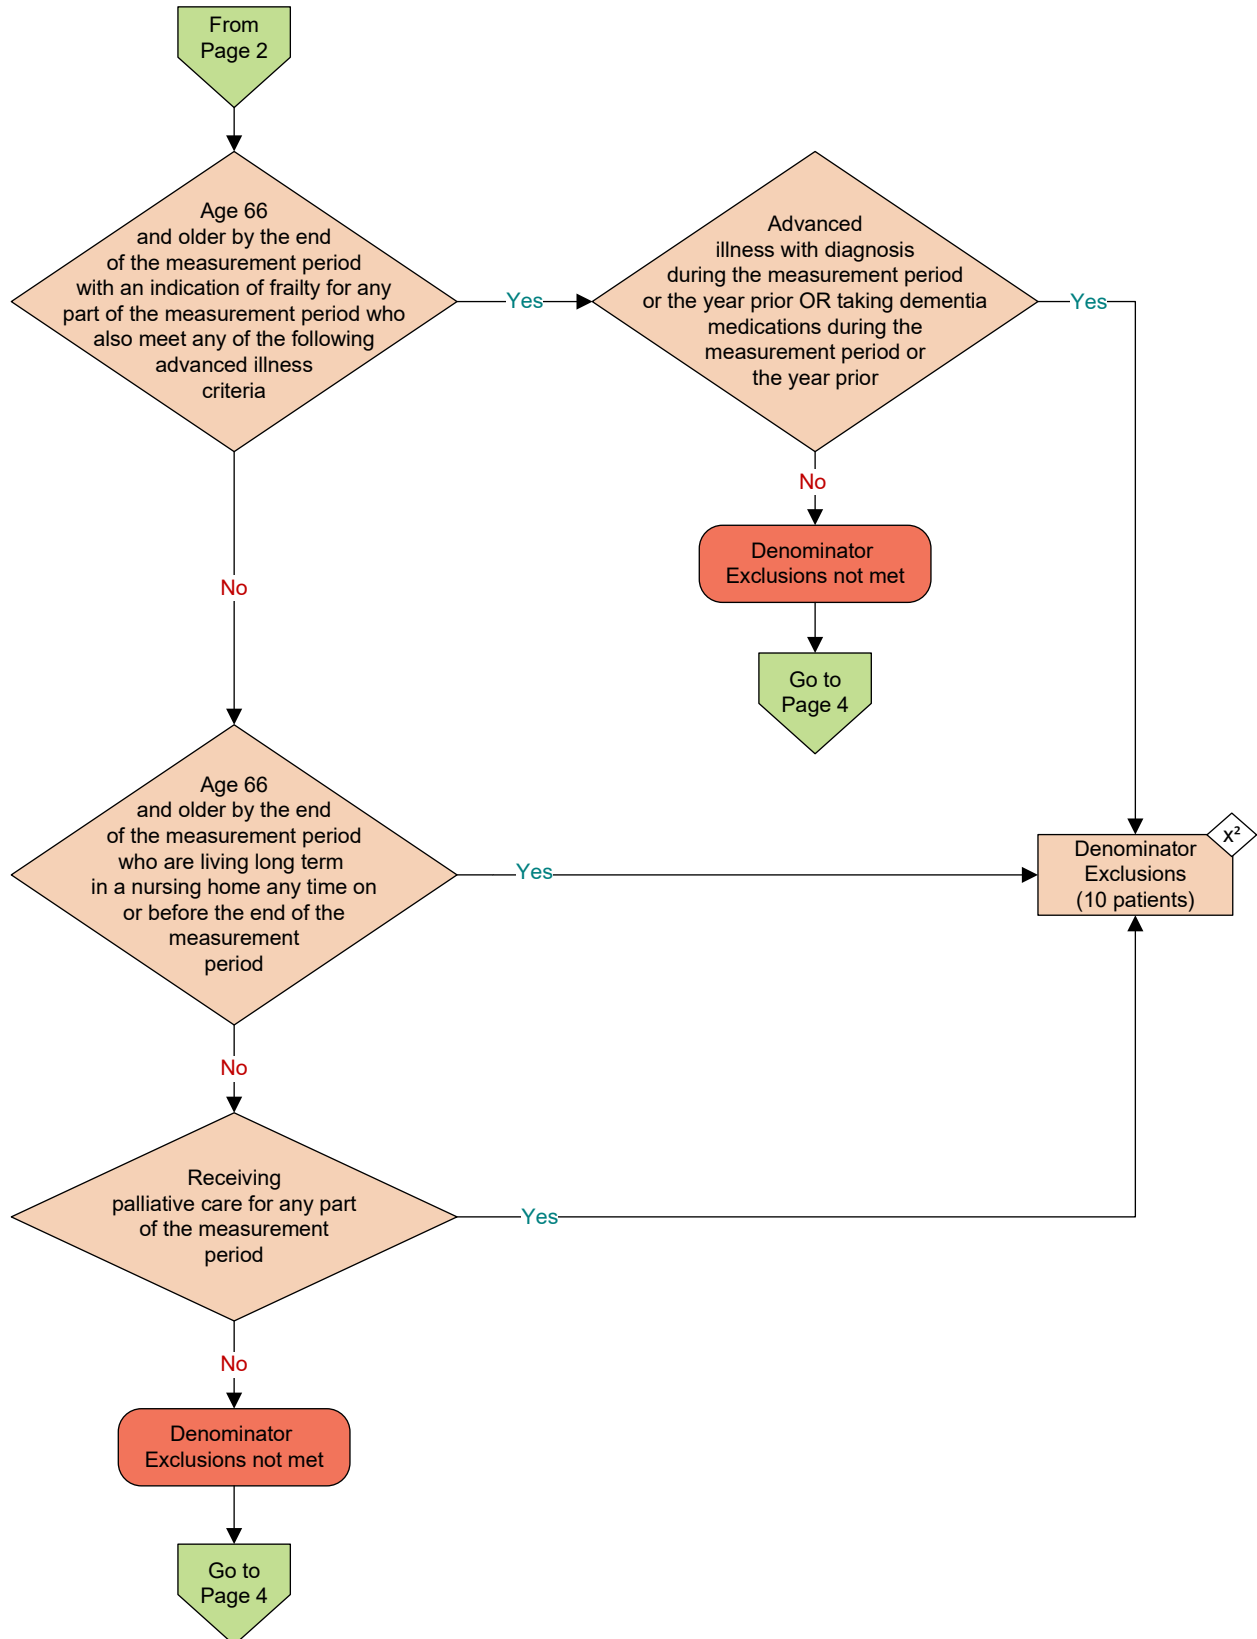 From
Page 2
Age 66
and older by the end
of the measurement period
with an indication of frailty for any
part of the measurement period who
also meet any of the following
advanced illness
criteria
Yes
Advanced
illness with diagnosis
during the measurement period
or the year prior OR taking dementia
medications during the
measurement period or
the year prior
Yes
No
Denominator
Exclusions not met
Go to
Page 4
No
Age 66
and older by the end
of the measurement period
who are living long term
in a nursing home any time on
or before the end of the
measurement
period
Yes
x²
Denominator
Exclusions
(10 patients)
No
Receiving
palliative care for any part
of the measurement
period
Yes
No
Denominator
Exclusions not met
Go to
Page 4